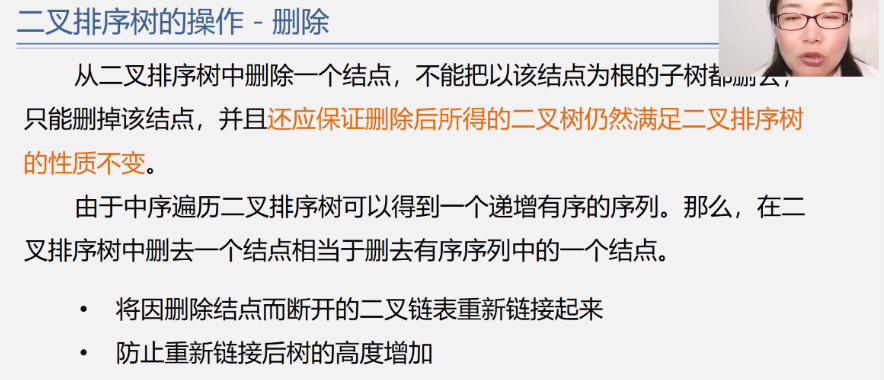 二叉排序树的操作 - 删除
从二叉排序树中删除一个结点，不能把以该结点为根的子树都删去，
只能删掉该结点，并且还应保证删除后所得的二叉树仍然满足二叉排序树
的性质不变。
由于中序遍历二叉排序树可以得到一个递增有序的序列。那么，在二
叉排序树中删去一个结点相当于删去有序序列中的一个结点。
• 将因删除结点而断开的二叉链表重新链接起来
• 防止重新链接后树的高度增加